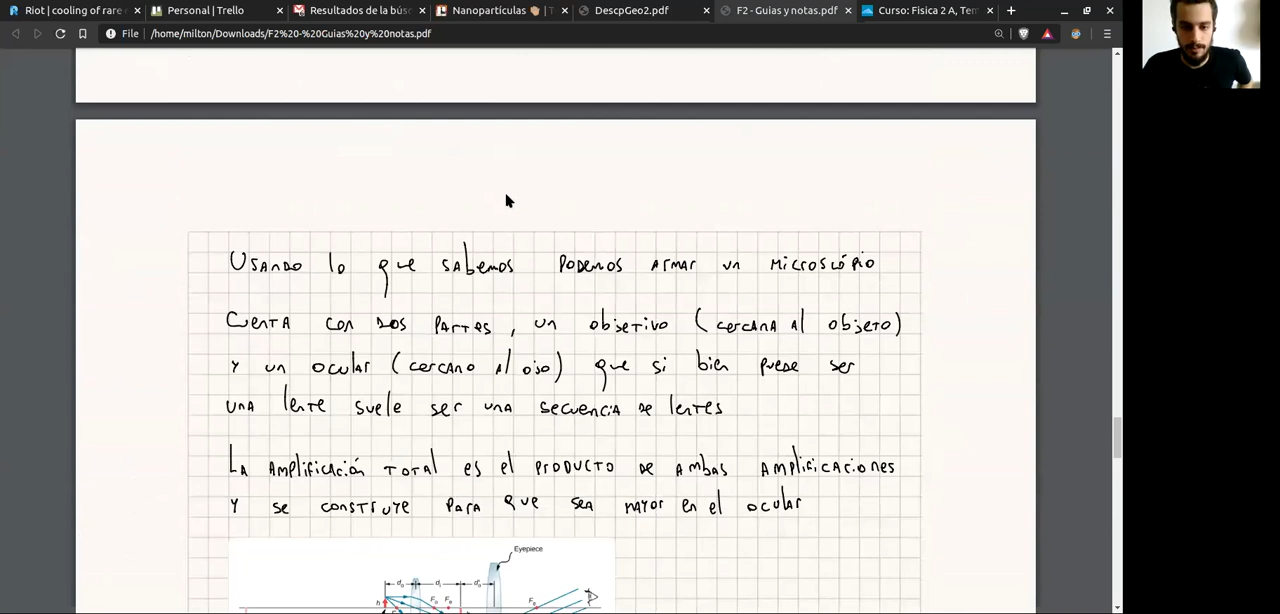 Riot | cooling of rare e
Personal | Trello
Resultados de la bús
Nanopartículas
DescpGeo2.pdf
F2 - Guias y notas.pdf
Curso: Fisica 2 A, Tem
File /home/milton/Downloads/F2%20-%20Guias%20y%20notas.pdf
Usando lo que sabemos podemos armar un microscópio
Cuenta con dos partes, un objetivo (cercana al objeto)
y un ocular (cercano al ojo) que si bien puede ser
una lente suele ser una secuencia de lentes
La amplificación total es el producto de ambas amplificaciones
y se construye para que sea mayor en el ocular
Eyepiece